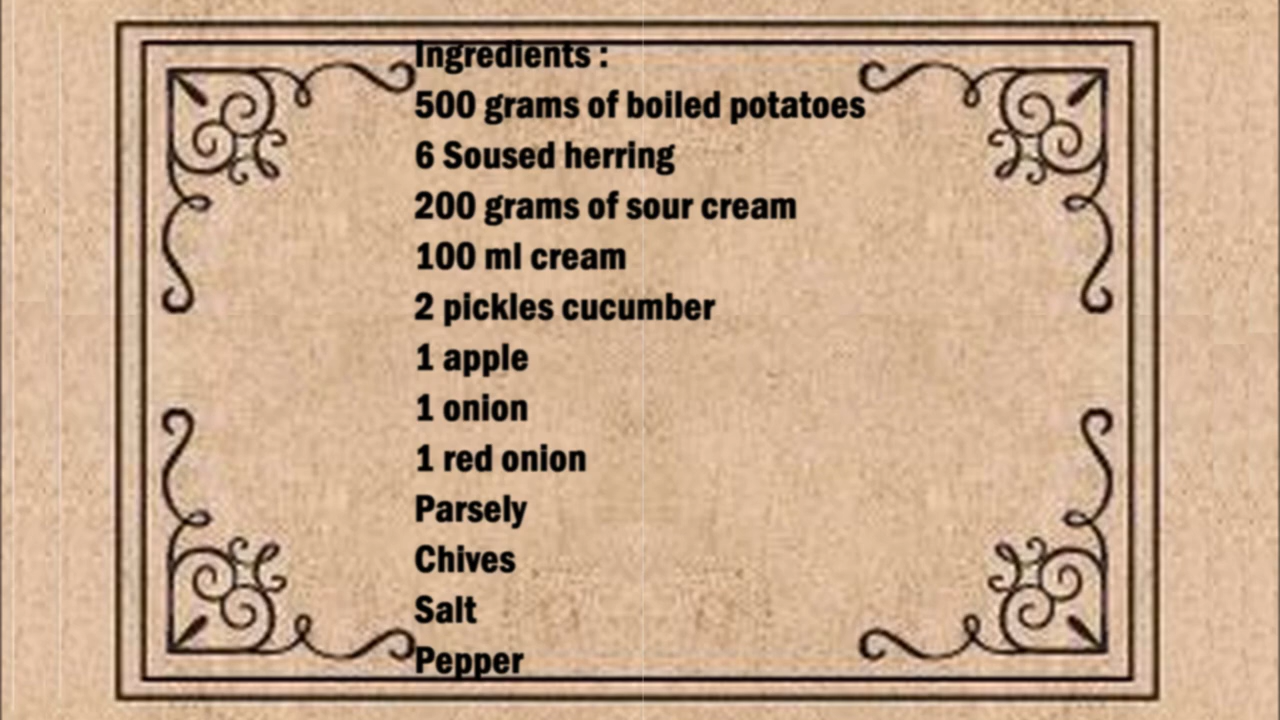 Ingredients :
500 grams of boiled potatoes
6 Soused herring
200 grams of sour cream
100 ml cream
2 pickles cucumber
1 apple
1 onion
1 red onion
Parsely
Chives
Salt
Pepper